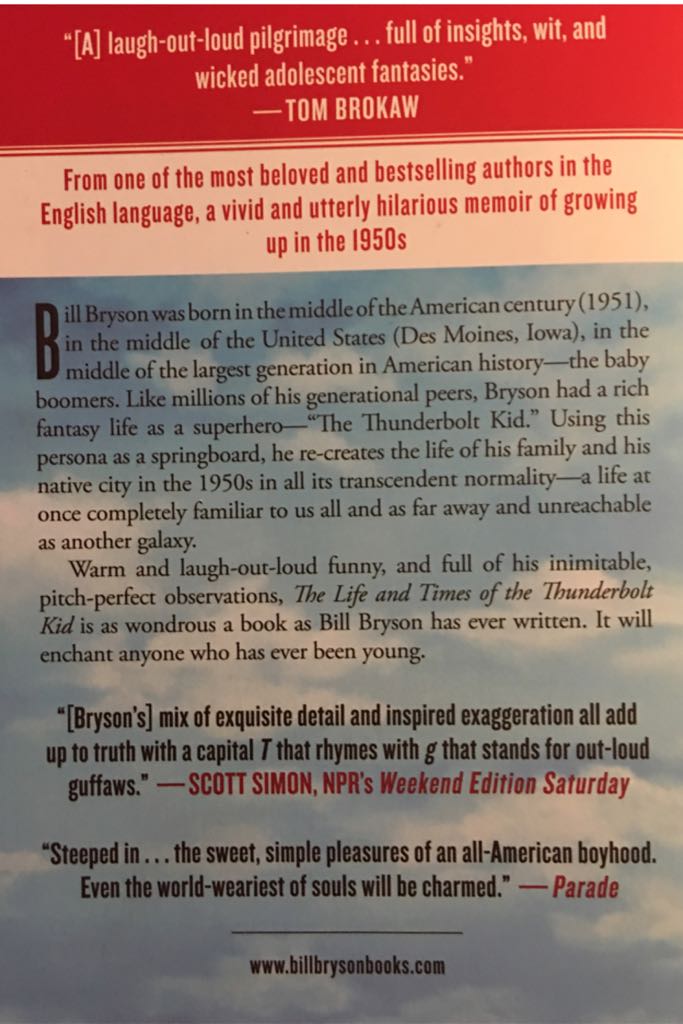 “[A] laugh-out-loud pilgrimage . . . full of insights, wit, and
wicked adolescent fantasies.”
—TOM BROKAW
From one of the most beloved and bestselling authors in the
English language, a vivid and utterly hilarious memoir of growing
up in the 1950s
Bill Bryson was born in the middle of the American century (1951),
in the middle of the United States (Des Moines, Iowa), in the
middle of the largest generation in American history—the baby
boomers. Like millions of his generational peers, Bryson had a rich
fantasy life as a superhero—“The Thunderbolt Kid.” Using this
persona as a springboard, he re-creates the life of his family and his
native city in the 1950s in all its transcendent normality—a life at
once completely familiar to us all and as far away and unreachable
as another galaxy.
Warm and laugh-out-loud funny, and full of his inimitable,
pitch-perfect observations, The Life and Times of the Thunderbolt
Kid is as wondrous a book as Bill Bryson has ever written. It will
enchant anyone who has ever been young.
“[Bryson’s] mix of exquisite detail and inspired exaggeration all add
up to truth with a capital T that rhymes with g that stands for out-loud
guffaws.” —SCOTT SIMON, NPR’s Weekend Edition Saturday
“Steeped in . . . the sweet, simple pleasures of an all-American boyhood.
Even the world-weariest of souls will be charmed.” —Parade
www.billbrysonbooks.com